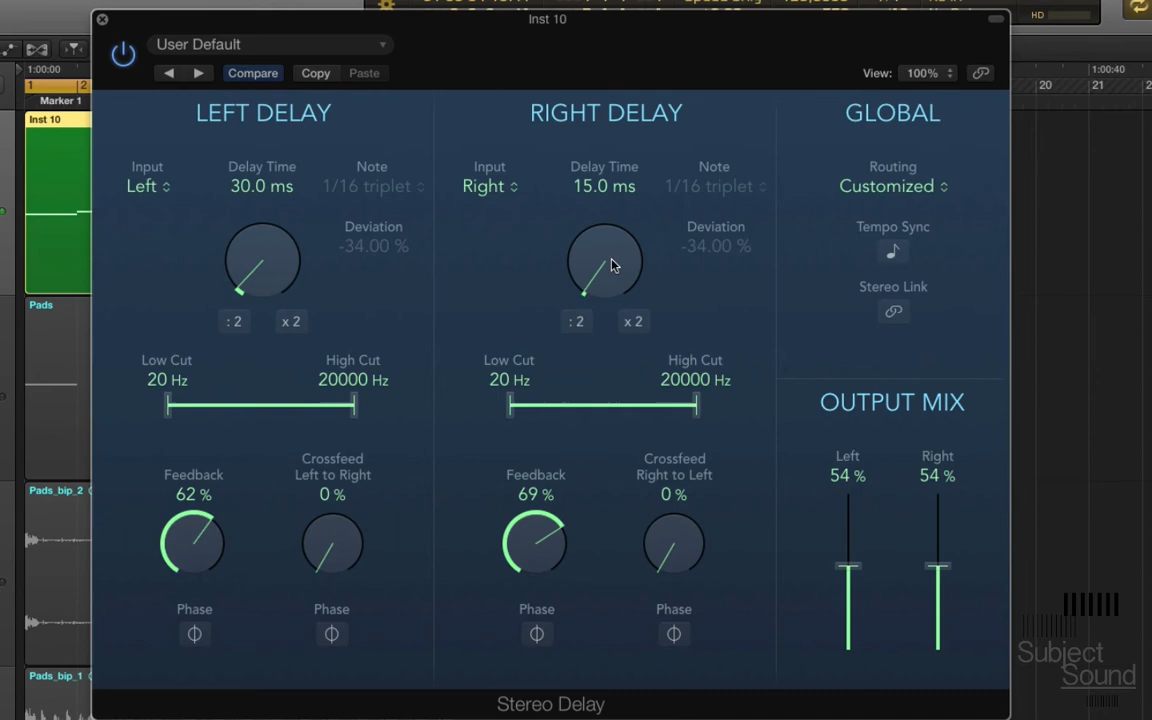 Inst 10
HD
User Default
Compare Copy Paste
View: 100%
1:00:00
1:00:40
1 2
20 21
Marker 1
Inst 10
Pads
Pads_bip_2
Pads_bip_1
LEFT DELAY
Input Delay Time Note
Left 30.0 ms 1/16 triplet
Deviation
-34.00 %
: 2 x 2
Low Cut High Cut
20 Hz 20000 Hz
Feedback
62 %
Crossfeed
Left to Right
0 %
Phase Phase
RIGHT DELAY
Input Delay Time Note
Right 15.0 ms 1/16 triplet
Deviation
-34.00 %
: 2 x 2
Low Cut High Cut
20 Hz 20000 Hz
Feedback
69 %
Crossfeed
Right to Left
0 %
Phase Phase
GLOBAL
Routing
Customized
Tempo Sync
Stereo Link
OUTPUT MIX
Left Right
54 % 54 %
Stereo Delay
Subject
Sound